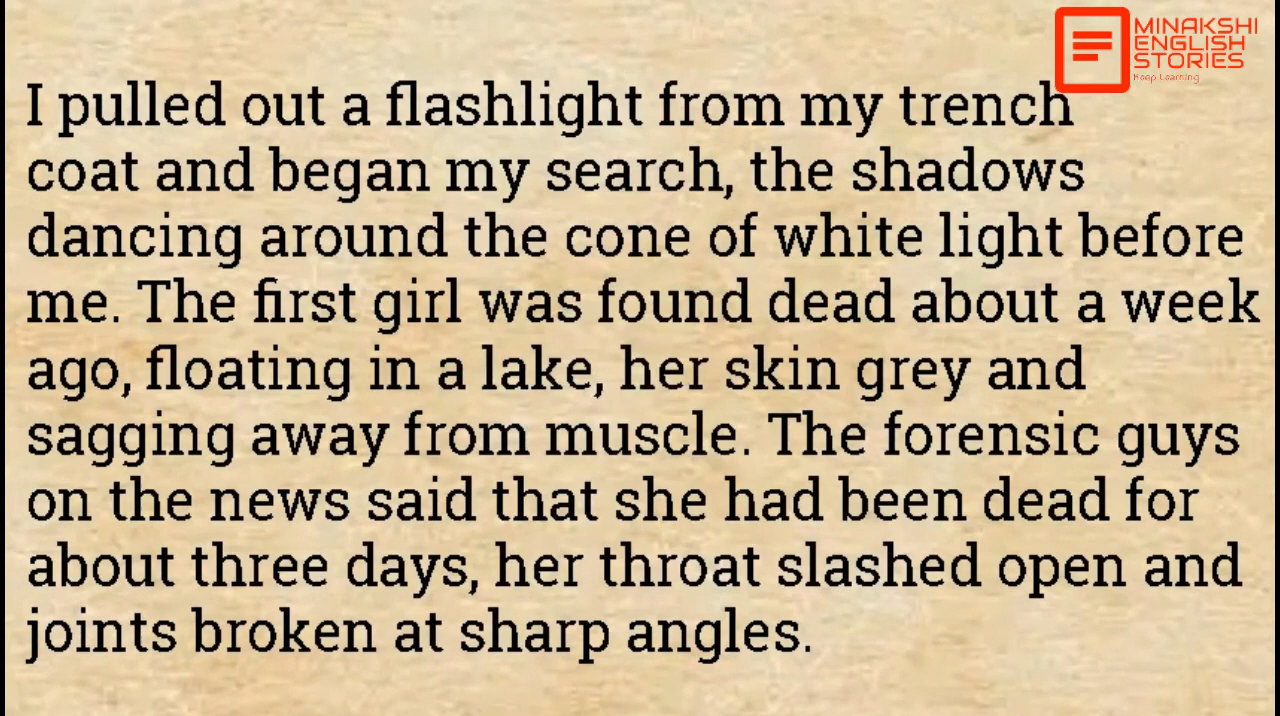 MINAKSHI
ENGLISH
STORIES
Keep Learning
I pulled out a flashlight from my trench
coat and began my search, the shadows
dancing around the cone of white light before
me. The first girl was found dead about a week
ago, floating in a lake, her skin grey and
sagging away from muscle. The forensic guys
on the news said that she had been dead for
about three days, her throat slashed open and
joints broken at sharp angles.